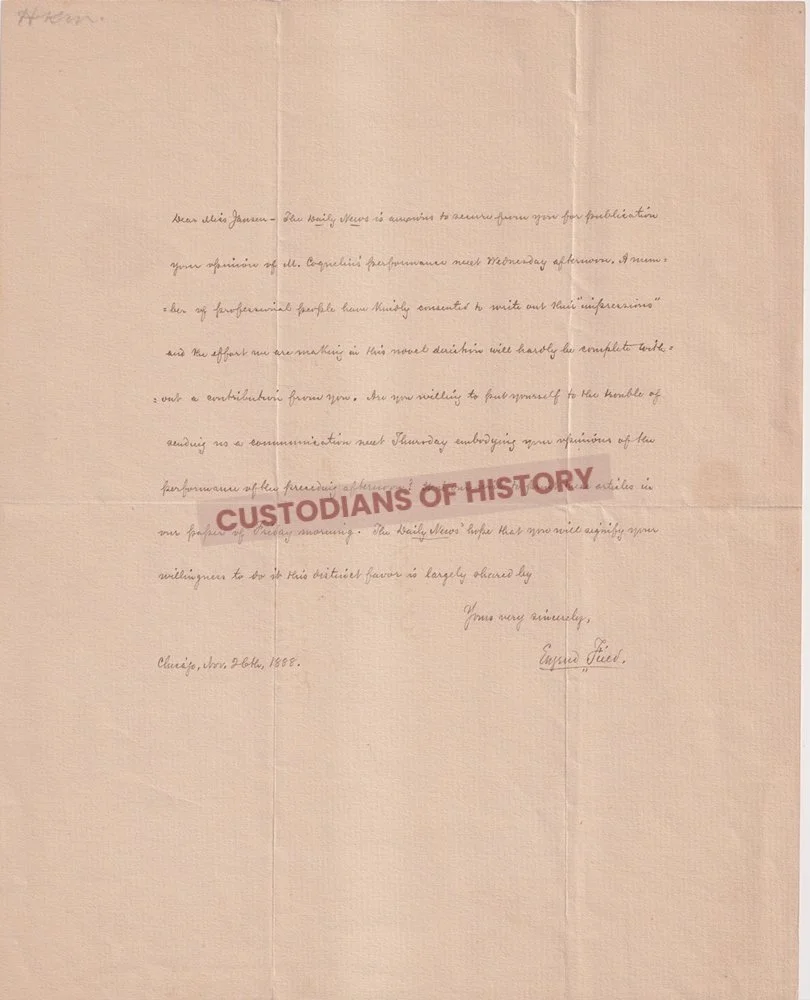 Dear Miss Jansen – The Daily News is anxious to secure from you for publication
your opinion of M. Coquelin's performance next Wednesday afternoon. A num=
=ber of professional people have kindly consented to write out their "impressions"
and the effort we are making in this novel direction will hardly be complete with=
=out a contribution from you. Are you willing to put yourself to the trouble of
sending us a communication next Thursday embodying your opinions of the
performance of the preceding afternoon? articles in
CUSTODIANS OF HISTORY
our paper of Friday morning. The Daily News' hope that you will signify your
willingness to do it this distinct favor is largely shared by
Yours very sincerely,
Eugene Field.
Chicago, Nov. 26th, 1888.